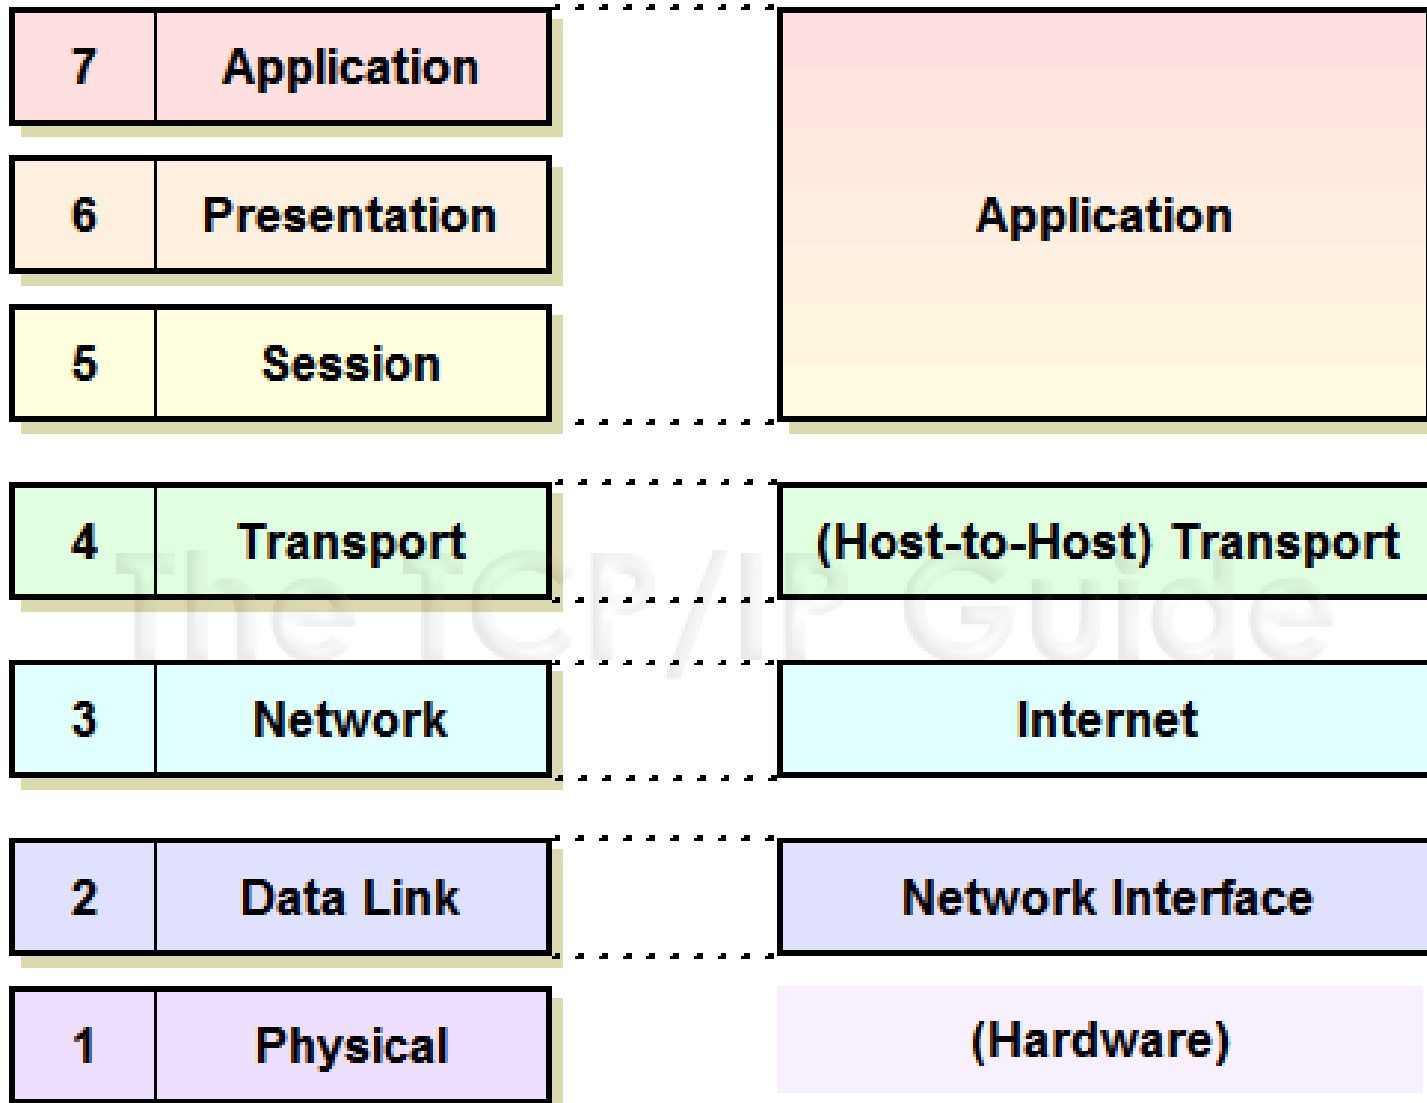 7 Application
6 Presentation
5 Session
Application
4 Transport
(Host-to-Host) Transport
3 Network
Internet
2 Data Link
Network Interface
1 Physical
(Hardware)
The TCP/IP Guide